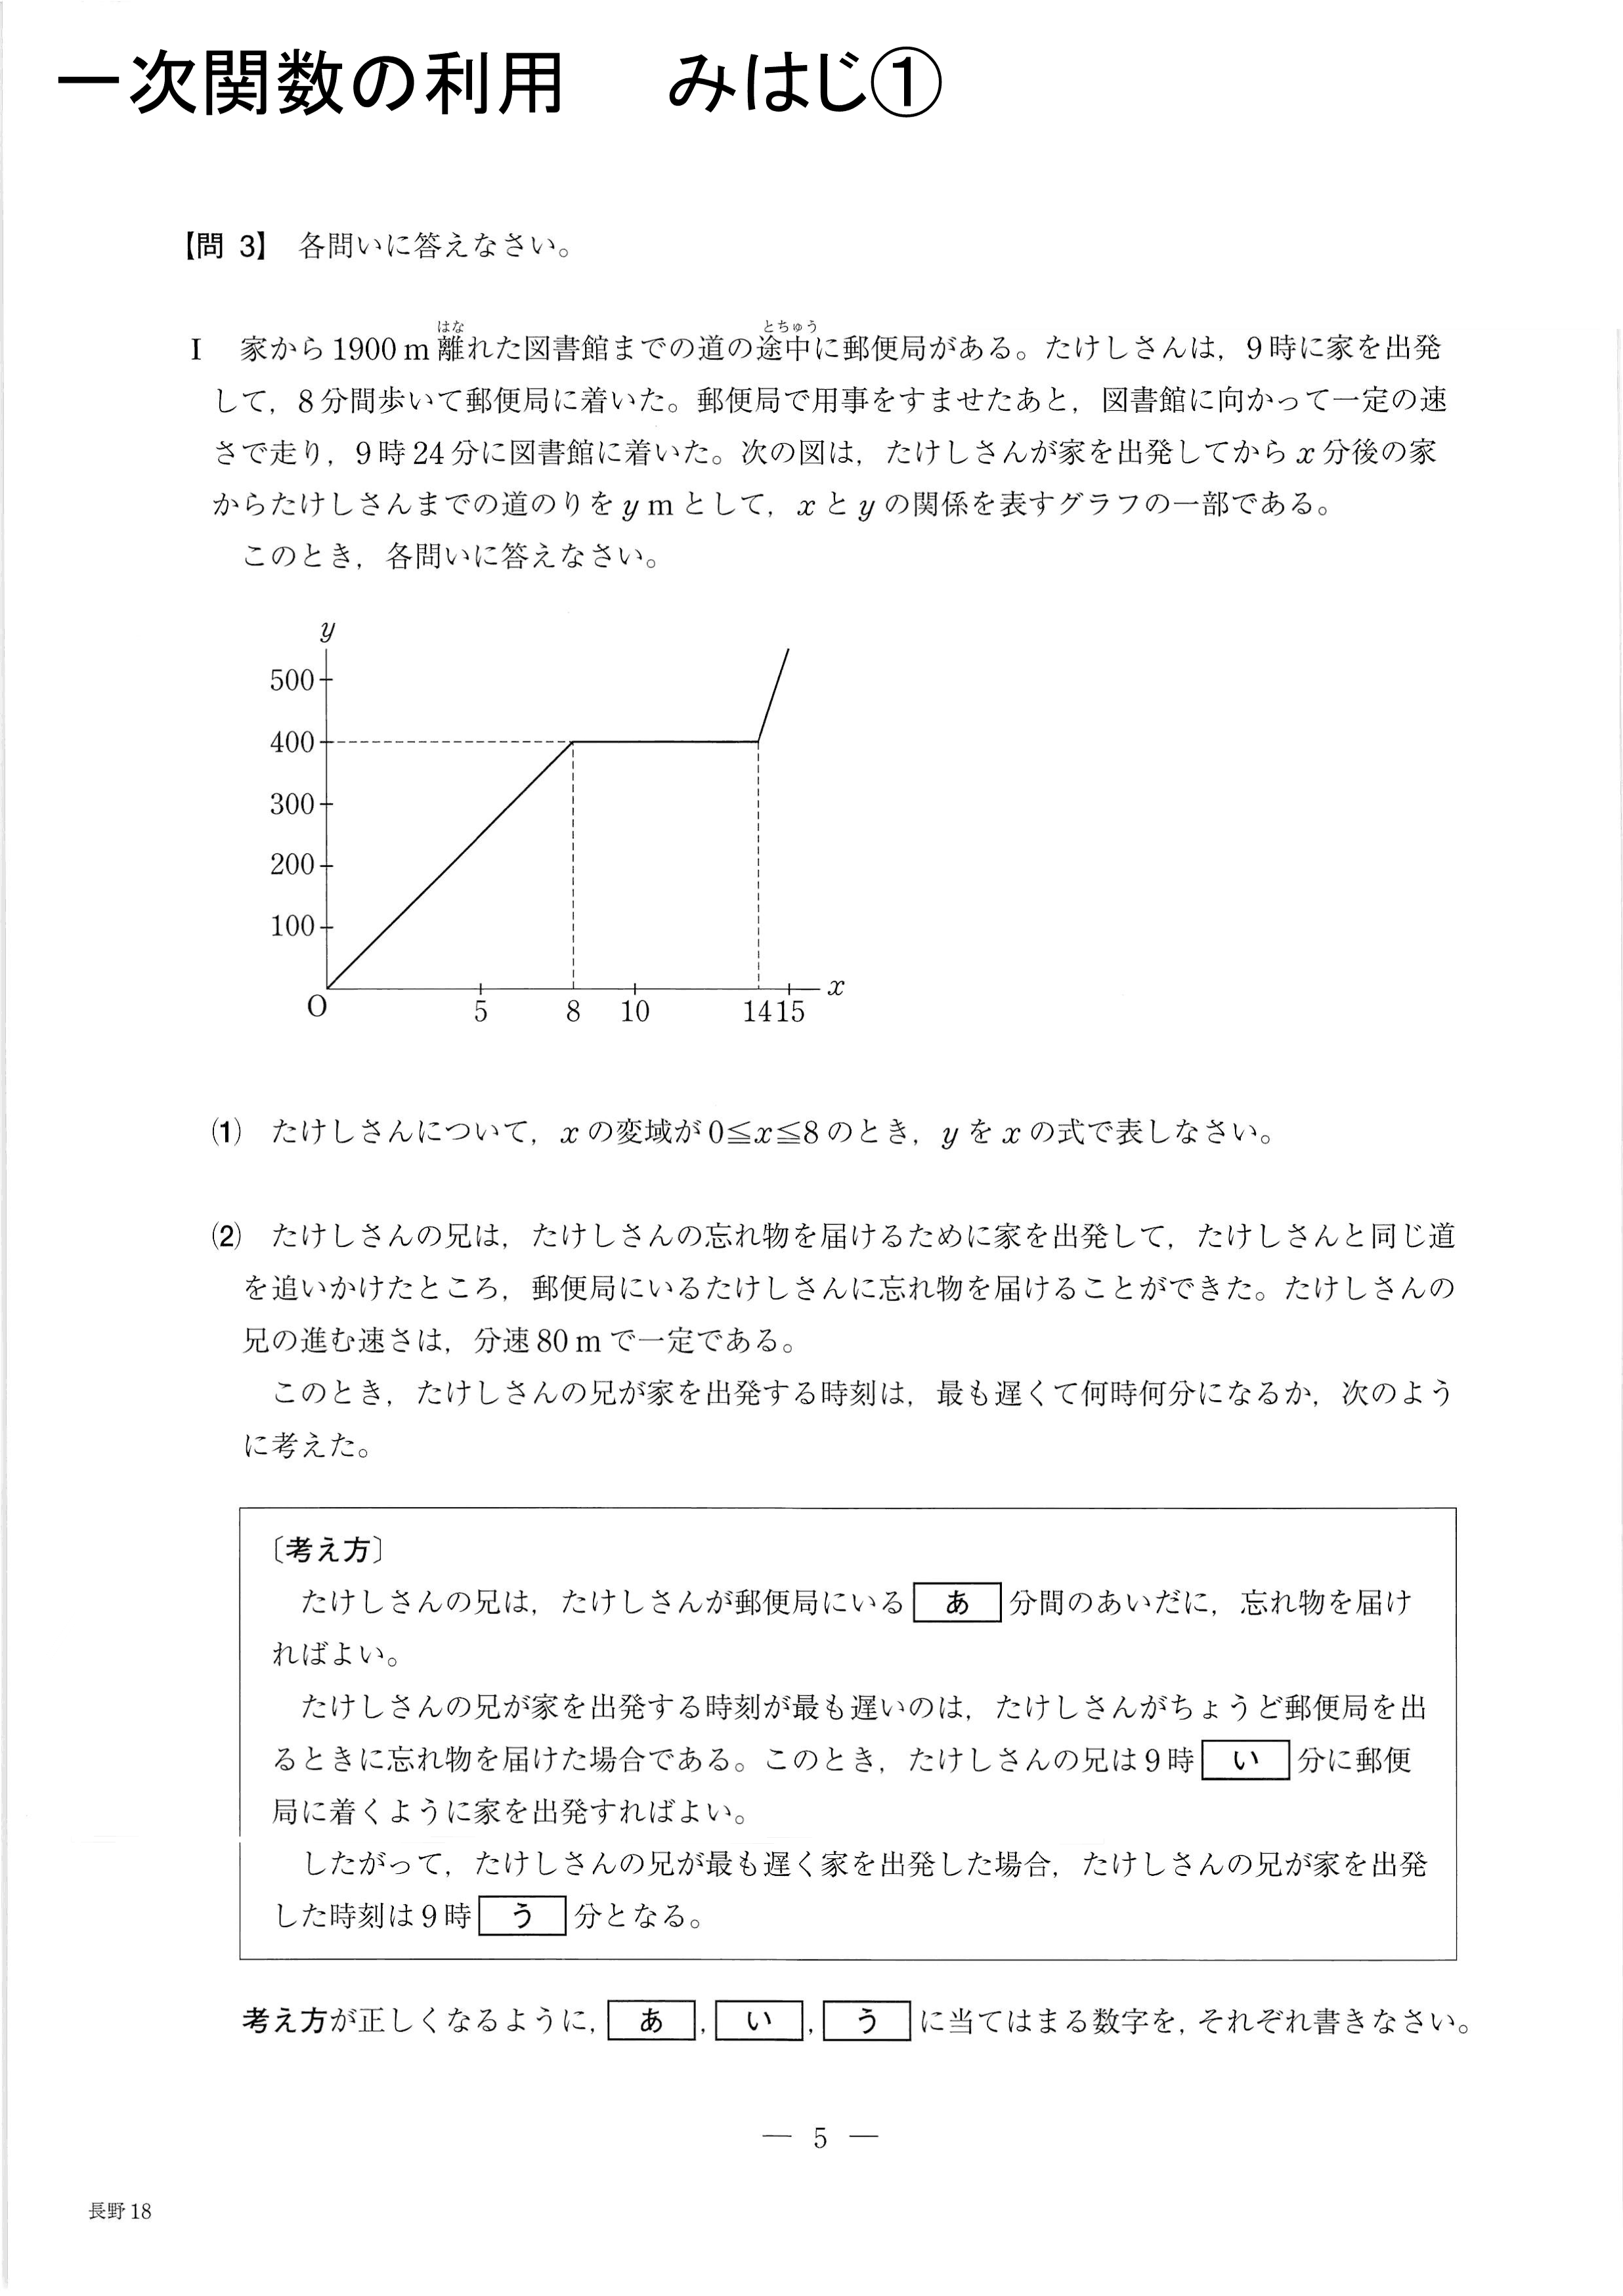 一次関数の利用　みはじ①
【問 3】 各問いに答えなさい。
Ⅰ 家から1900 m離れた図書館までの道の途中に郵便局がある。たけしさんは，9時に家を出発
はな
とちゅう
して，8分間歩いて郵便局に着いた。郵便局で用事をすませたあと，図書館に向かって一定の速
さで走り，9時24分に図書館に着いた。次の図は，たけしさんが家を出発してからx分後の家
からたけしさんまでの道のりをy mとして，xとyの関係を表すグラフの一部である。
このとき，各問いに答えなさい。
y
500
400
300
200
100
O
5
8
10
14
15
x
(1) たけしさんについて，xの変域が0≦x≦8のとき，yをxの式で表しなさい。
(2) たけしさんの兄は，たけしさんの忘れ物を届けるために家を出発して，たけしさんと同じ道
を追いかけたところ，郵便局にいるたけしさんに忘れ物を届けることができた。たけしさんの
兄の進む速さは，分速80 mで一定である。
このとき，たけしさんの兄が家を出発する時刻は，最も遅くて何時何分になるか，次のよう
に考えた。
〔考え方〕
たけしさんの兄は，たけしさんが郵便局にいる あ 分間のあいだに，忘れ物を届け
ればよい。
たけしさんの兄が家を出発する時刻が最も遅いのは，たけしさんがちょうど郵便局を出
るときに忘れ物を届けた場合である。このとき，たけしさんの兄は9時 い 分に郵便
局に着くように家を出発すればよい。
したがって，たけしさんの兄が最も遅く家を出発した場合，たけしさんの兄が家を出発
した時刻は9時 う 分となる。
考え方が正しくなるように， あ ， い ， う に当てはまる数字を，それぞれ書きなさい。
― 5 ―
長野18